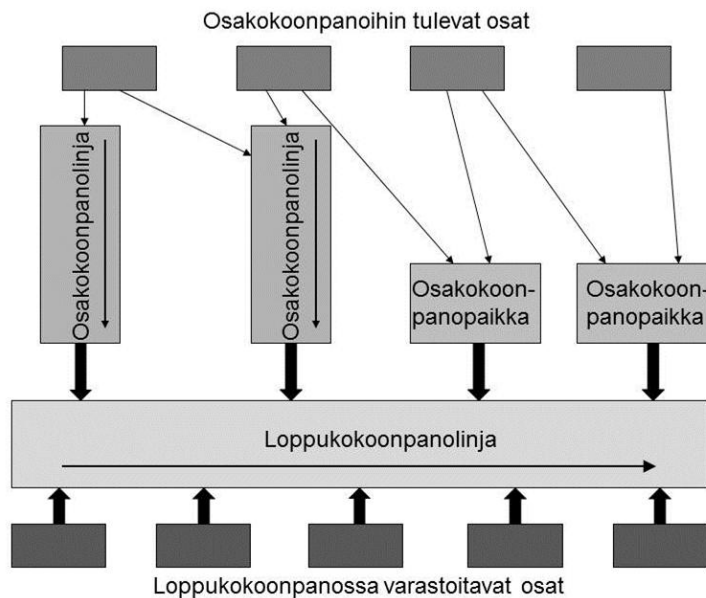 Osakokoonpanoihin tulevat osat
Osakokoonpanolinja
Osakokoonpanolinja
Osakokoon-
panopaikka
Osakokoon-
panopaikka
Loppukokoonpanolinja
Loppukokoonpanossa varastoitavat osat